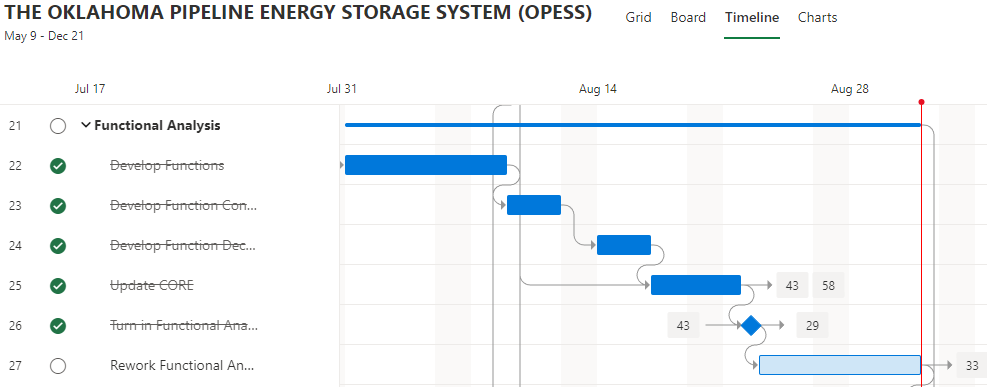 THE OKLAHOMA PIPELINE ENERGY STORAGE SYSTEM (OPESS)
Grid Board Timeline Charts
May 9 - Dec 21
Jul 17 Jul 31 Aug 14 Aug 28
21 Functional Analysis
22 Develop Functions
23 Develop Function Con...
24 Develop Function Dec...
25 Update CORE 43 58
26 Turn in Functional Ana... 43 29
27 Rework Functional An... 33